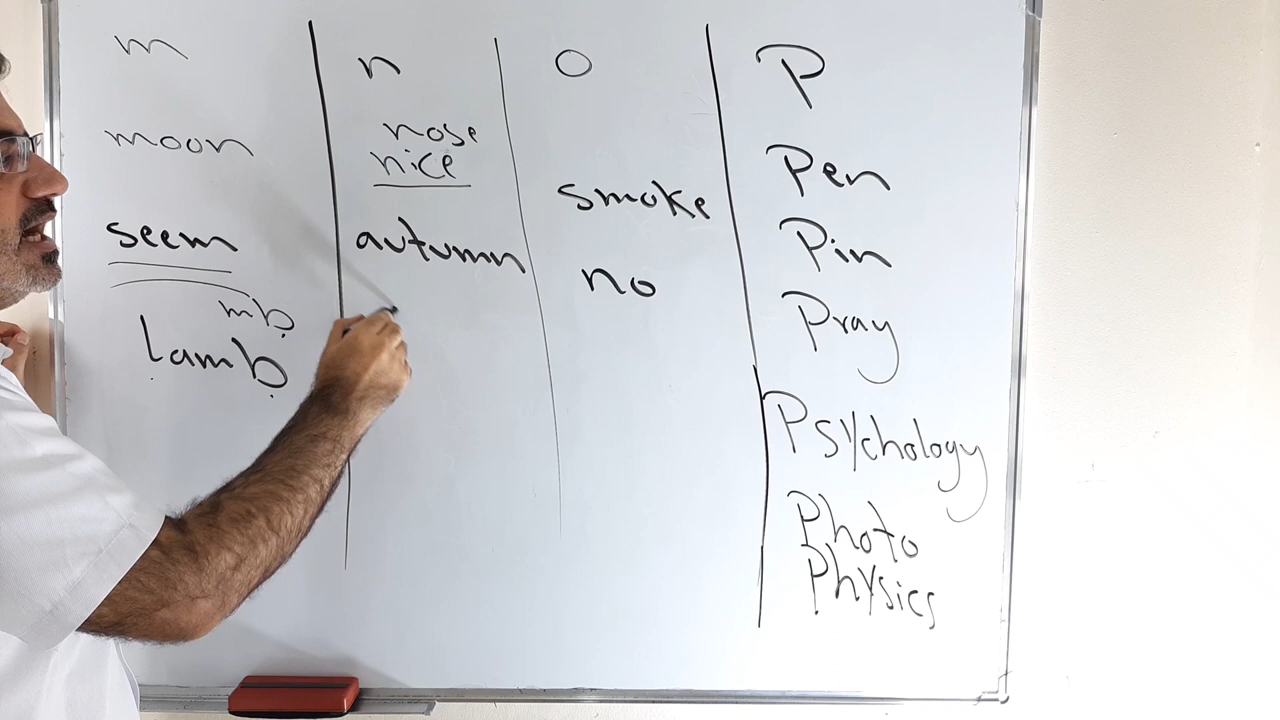 m
moon
seem
mb
lamb
n
nose
nice
autumn
o
smoke
no
P
Pen
Pin
Pray
Psychology
Photo
Physics